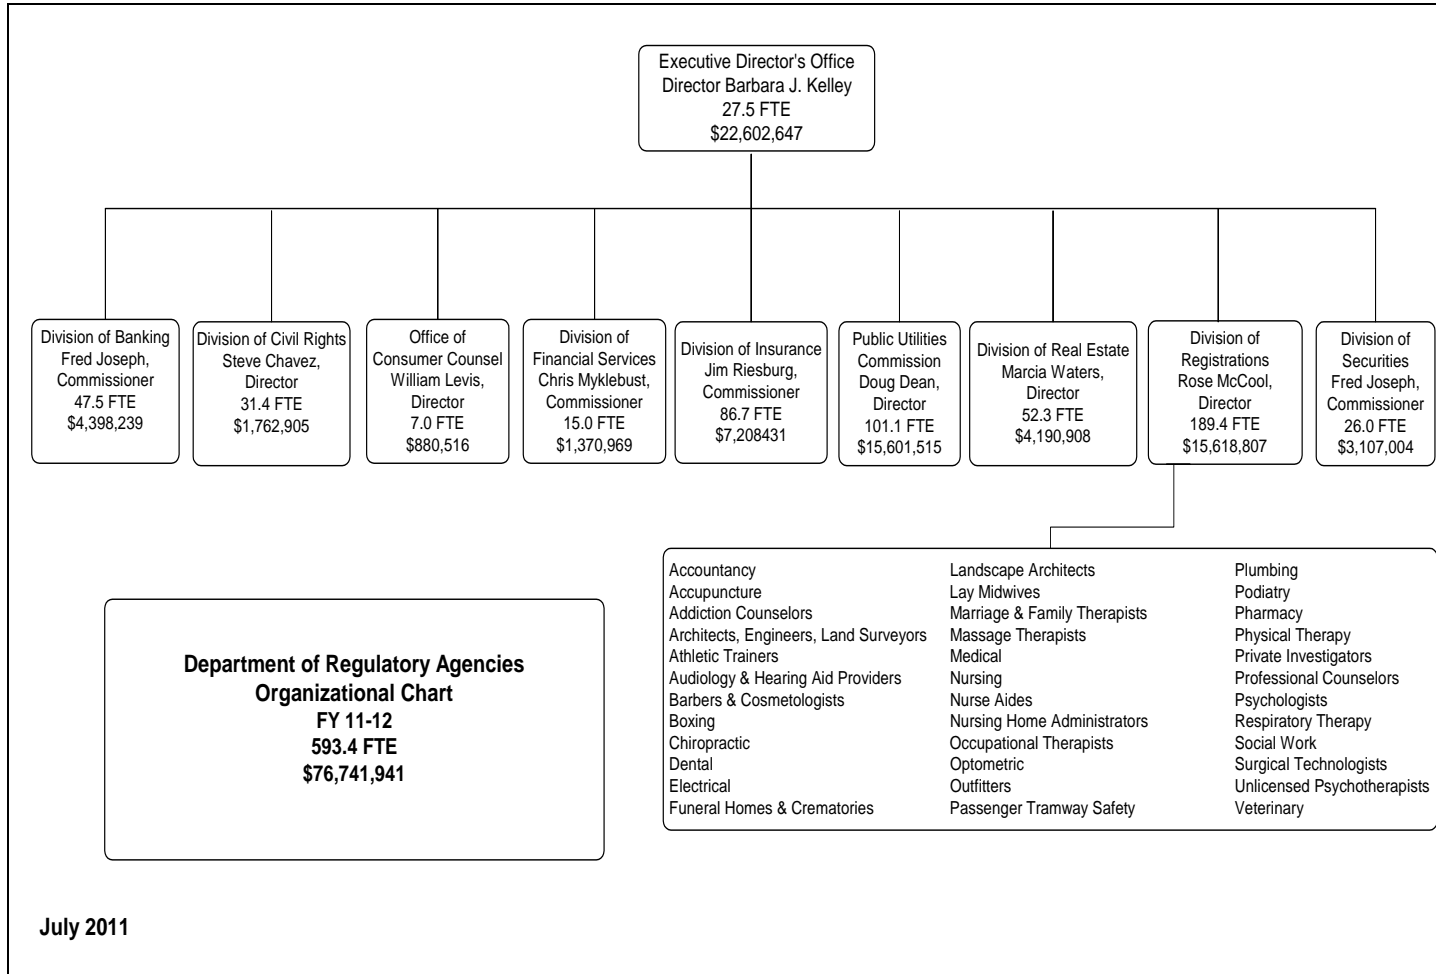 Executive Director's Office
Director Barbara J. Kelley
27.5 FTE
$22,602,647
Division of Banking
Fred Joseph,
Commissioner
47.5 FTE
$4,398,239
Division of Civil Rights
Steve Chavez,
Director
31.4 FTE
$1,762,905
Office of
Consumer Counsel
William Levis,
Director
7.0 FTE
$880,516
Division of
Financial Services
Chris Myklebust,
Commissioner
15.0 FTE
$1,370,969
Division of Insurance
Jim Riesburg,
Commissioner
86.7 FTE
$7,208431
Public Utilities
Commission
Doug Dean,
Director
101.1 FTE
$15,601,515
Division of Real Estate
Marcia Waters,
Director
52.3 FTE
$4,190,908
Division of
Registrations
Rose McCool,
Director
189.4 FTE
$15,618,807
Division of
Securities
Fred Joseph,
Commissioner
26.0 FTE
$3,107,004
Accountancy
Accupuncture
Addiction Counselors
Architects, Engineers, Land Surveyors
Athletic Trainers
Audiology & Hearing Aid Providers
Barbers & Cosmetologists
Boxing
Chiropractic
Dental
Electrical
Funeral Homes & Crematories
Landscape Architects
Lay Midwives
Marriage & Family Therapists
Massage Therapists
Medical
Nursing
Nurse Aides
Nursing Home Administrators
Occupational Therapists
Optometric
Outfitters
Passenger Tramway Safety
Plumbing
Podiatry
Pharmacy
Physical Therapy
Private Investigators
Professional Counselors
Psychologists
Respiratory Therapy
Social Work
Surgical Technologists
Unlicensed Psychotherapists
Veterinary
Department of Regulatory Agencies
Organizational Chart
FY 11-12
593.4 FTE
$76,741,941
July 2011